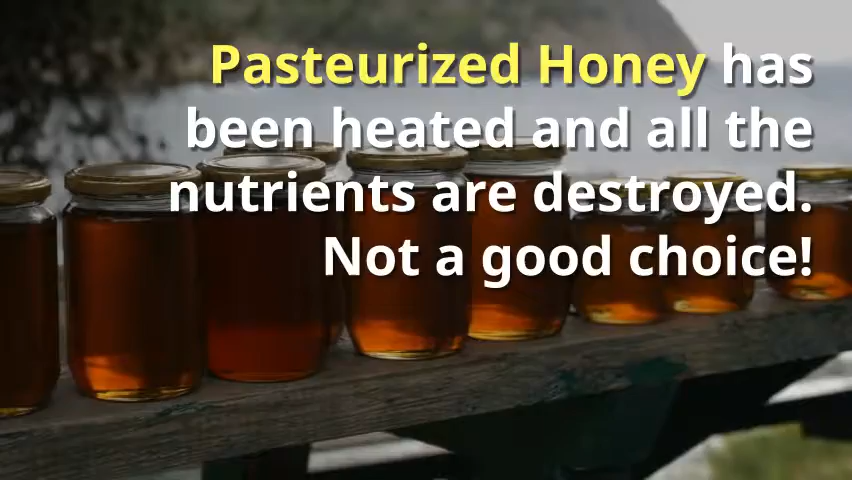 Pasteurized Honey has
been heated and all the
nutrients are destroyed.
Not a good choice!